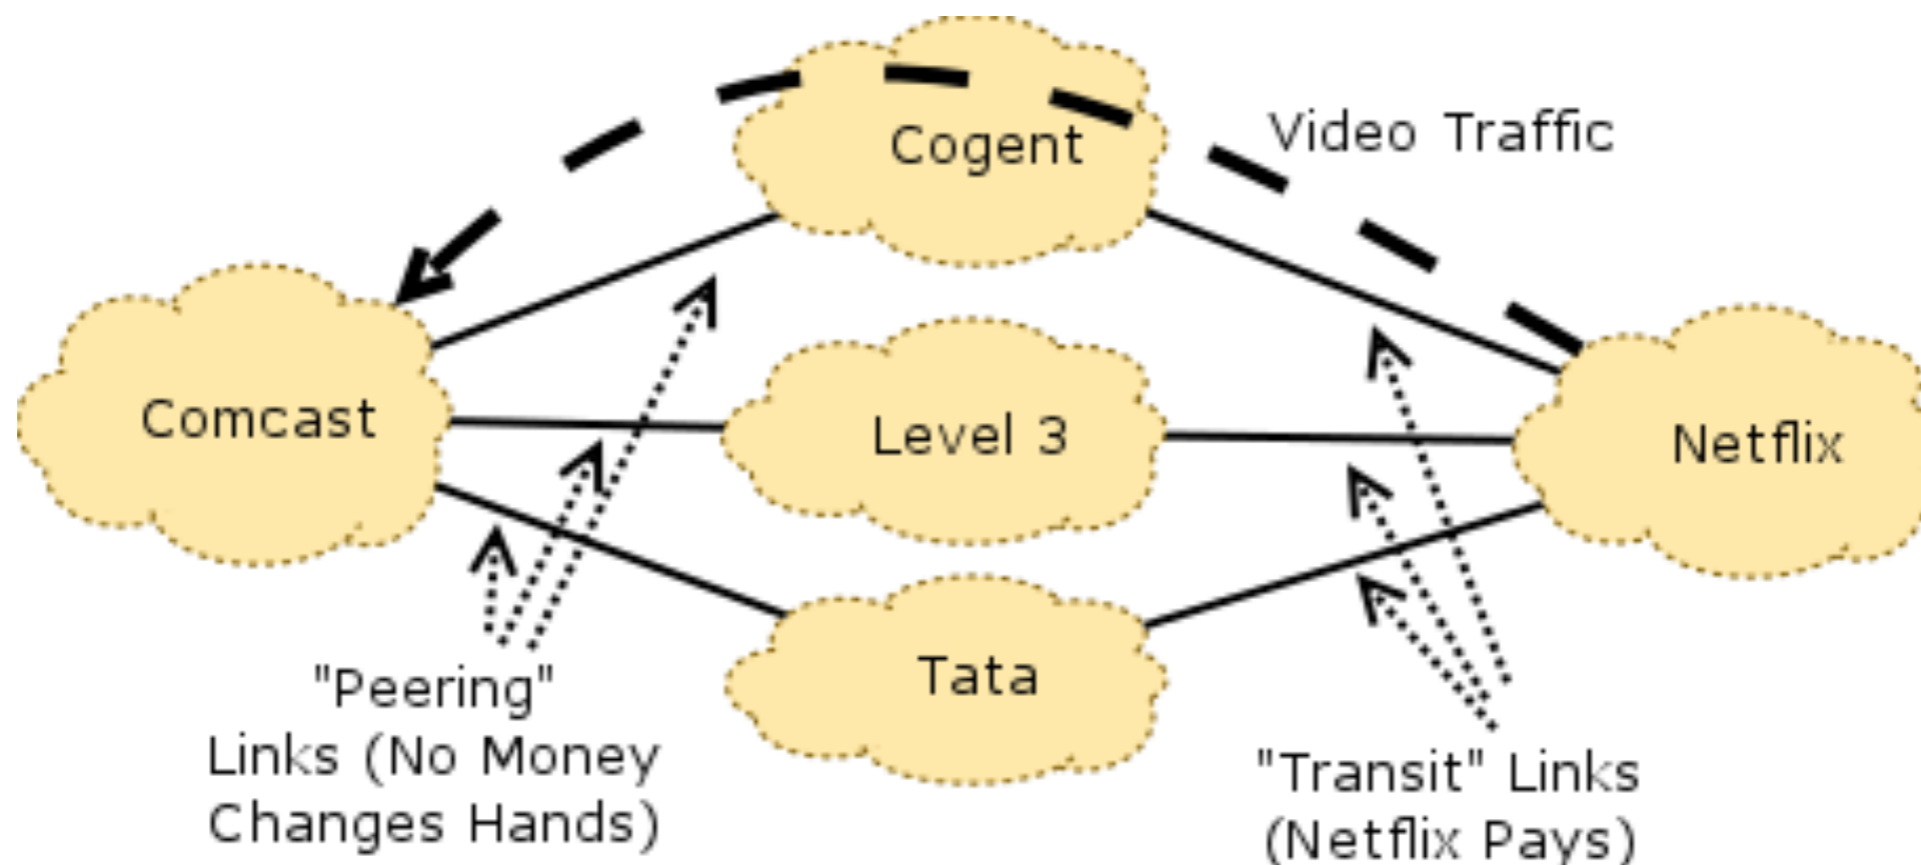 Cogent
Video Traffic
Comcast
Level 3
Netflix
Tata
"Peering"
Links (No Money
Changes Hands)
"Transit" Links
(Netflix Pays)